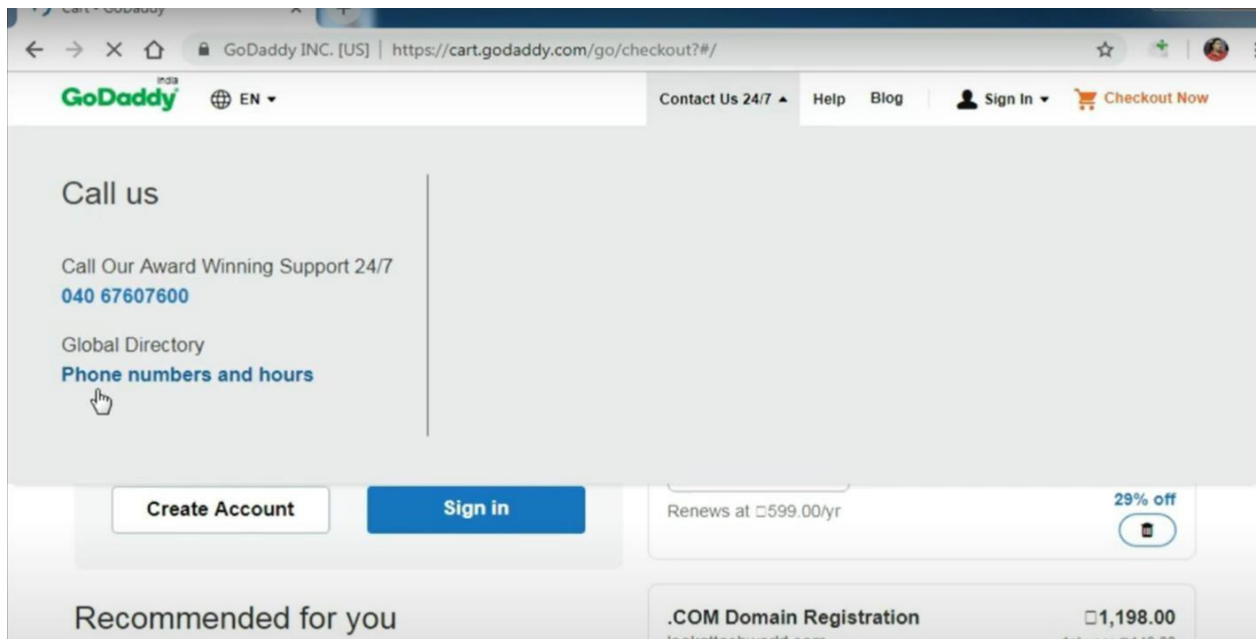 Cart - GoDaddy
GoDaddy INC. [US] | https://cart.godaddy.com/go/checkout?#/
GoDaddy India
EN
Contact Us 24/7
Help
Blog
Sign In
Checkout Now
Call us
Call Our Award Winning Support 24/7
040 67607600
Global Directory
Phone numbers and hours
Create Account
Sign in
Renews at □599.00/yr
29% off
Recommended for you
.COM Domain Registration
□1,198.00